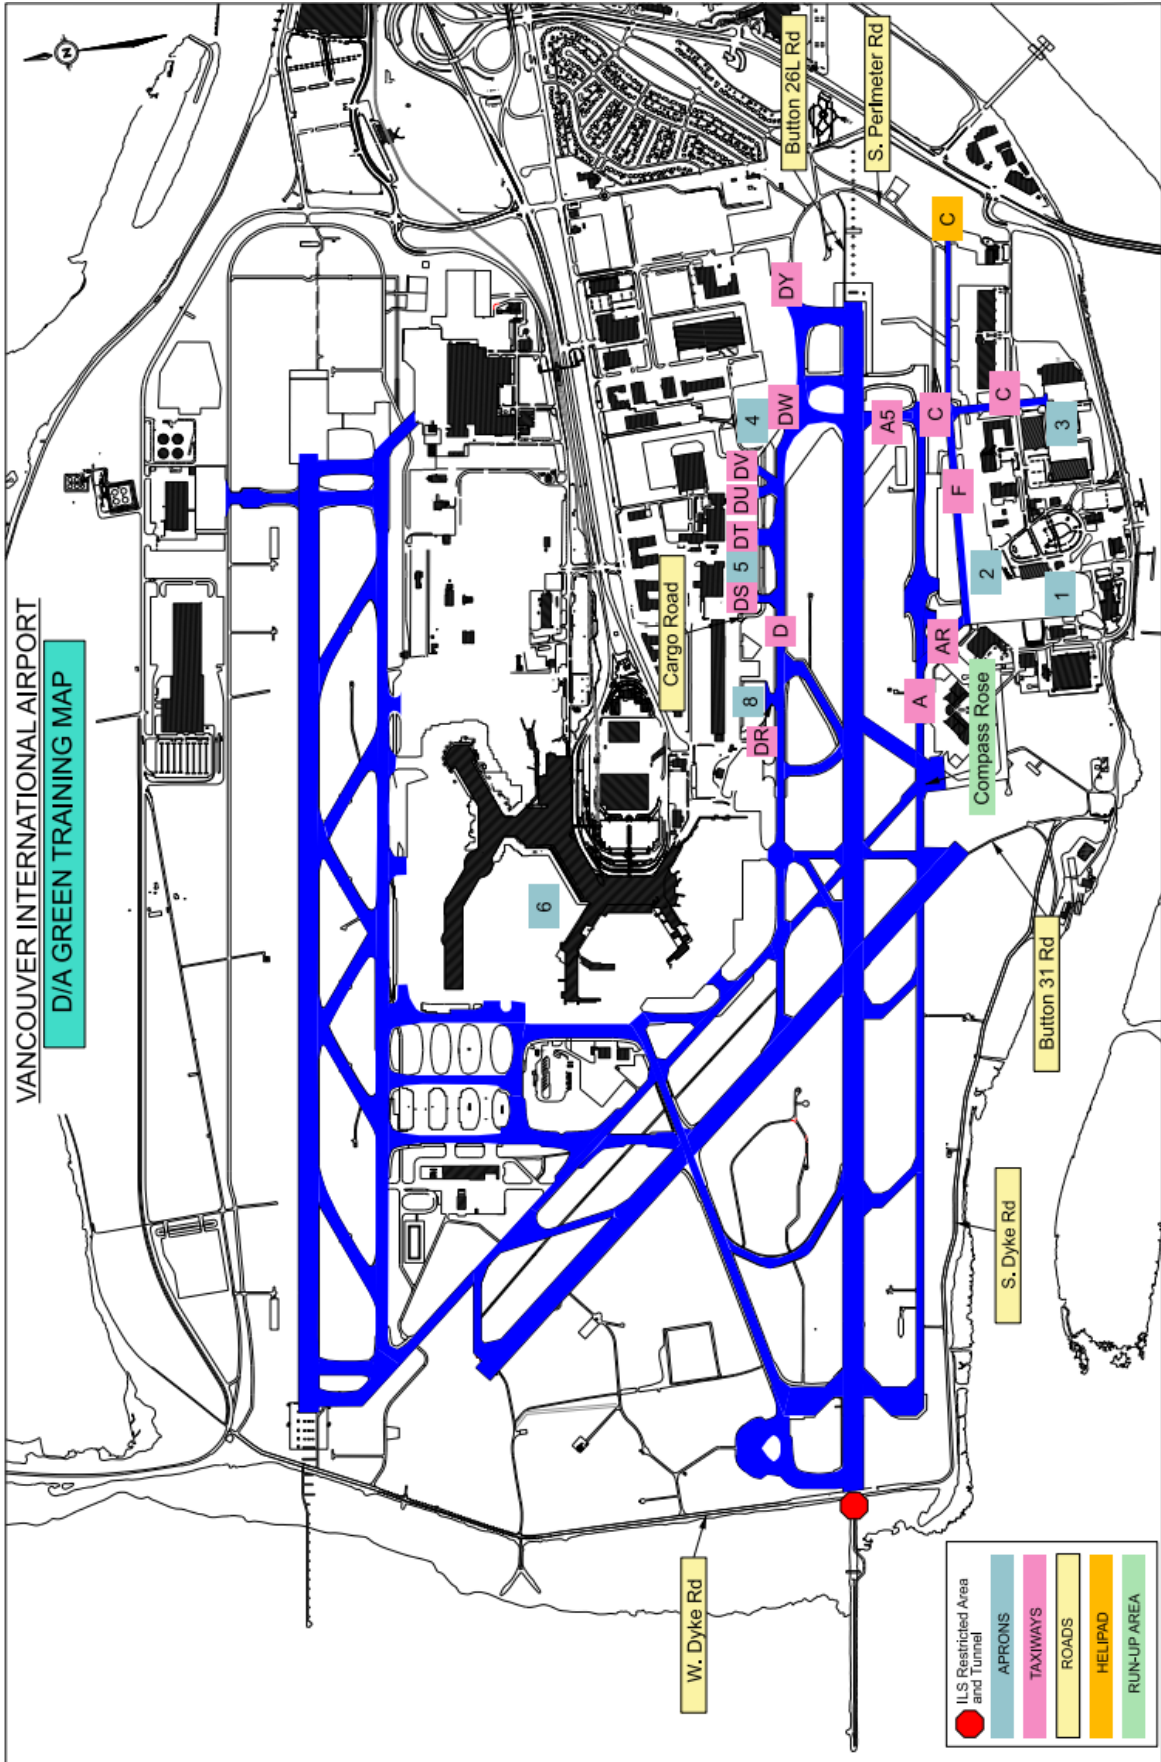 VANCOUVER INTERNATIONAL AIRPORT
D/A GREEN TRAINING MAP
N
Button 26L Rd
S. Perimeter Rd
C
DY
DW
4
A5
C
C
3
DV
DU
DT
5
DS
F
2
1
Cargo Road
D
AR
8
DR
A
Compass Rose
6
Button 31 Rd
S. Dyke Rd
W. Dyke Rd
ILS Restricted Area
and Tunnel
APRONS
TAXIWAYS
ROADS
HELIPAD
RUN-UP AREA